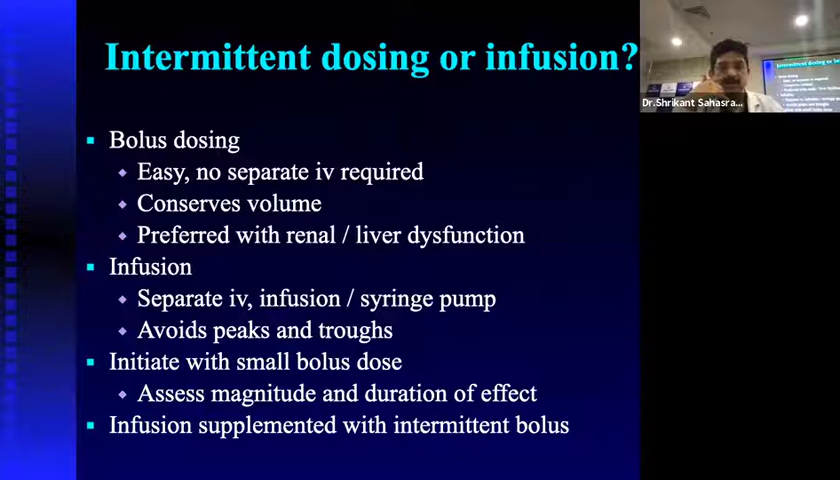 Intermittent dosing or infusion?
Dr.Shrikant Sahasra...
Bolus dosing
Easy, no separate iv required
Conserves volume
Preferred with renal / liver dysfunction
Infusion
Separate iv, infusion / syringe pump
Avoids peaks and troughs
Initiate with small bolus dose
Assess magnitude and duration of effect
Infusion supplemented with intermittent bolus